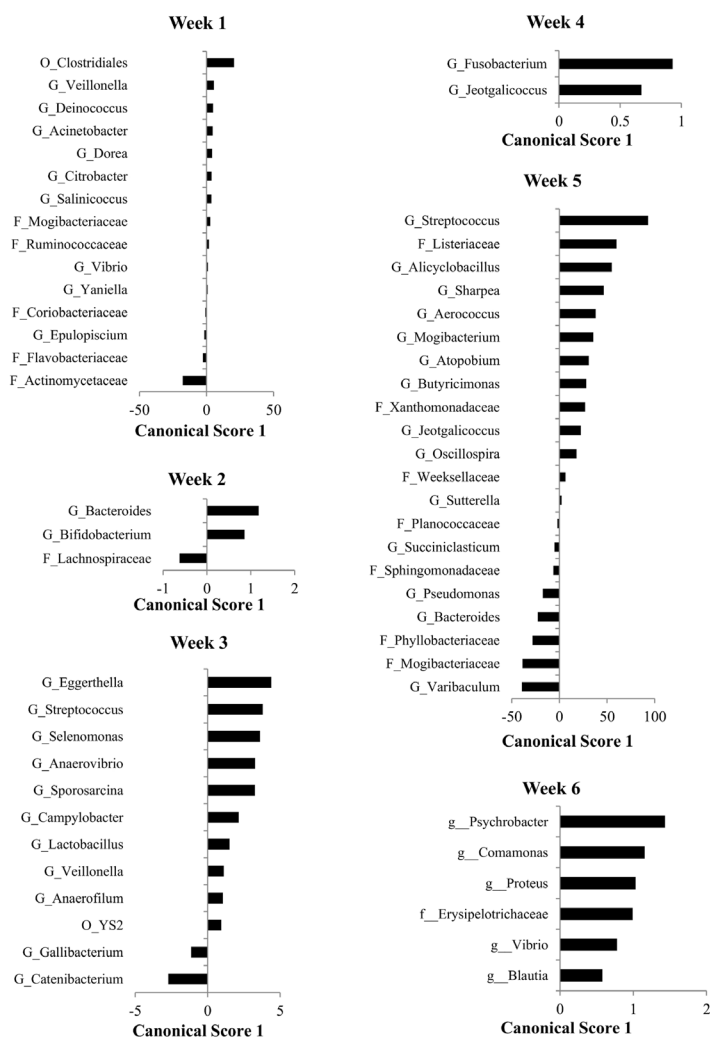 Week 1
O_Clostridiales
G_Veillonella
G_Deinococcus
G_Acinetobacter
G_Dorea
G_Citrobacter
G_Salinicoccus
F_Mogibacteriaceae
F_Ruminococcaceae
G_Vibrio
G_Yaniella
F_Coriobacteriaceae
G_Epulopiscium
F_Flavobacteriaceae
F_Actinomycetaceae
-50 0 50
Canonical Score 1
Week 2
G_Bacteroides
G_Bifidobacterium
F_Lachnospiraceae
-1 0 1 2
Canonical Score 1
Week 3
G_Eggerthella
G_Streptococcus
G_Selenomonas
G_Anaerovibrio
G_Sporosarcina
G_Campylobacter
G_Lactobacillus
G_Veillonella
G_Anaerofilum
O_YS2
G_Gallibacterium
G_Catenibacterium
-5 0 5
Canonical Score 1
Week 4
G_Fusobacterium
G_Jeotgalicoccus
0 0.5 1
Canonical Score 1
Week 5
G_Streptococcus
F_Listeriaceae
G_Alicyclobacillus
G_Sharpea
G_Aerococcus
G_Mogibacterium
G_Atopobium
G_Butyricimonas
F_Xanthomonadaceae
G_Jeotgalicoccus
G_Oscillospira
F_Weeksellaceae
G_Sutterella
F_Planococcaceae
G_Succiniclasticum
F_Sphingomonadaceae
G_Pseudomonas
G_Bacteroides
F_Phyllobacteriaceae
F_Mogibacteriaceae
G_Varibaculum
-50 0 50 100
Canonical Score 1
Week 6
g__Psychrobacter
g__Comamonas
g__Proteus
f__Erysipelotrichaceae
g__Vibrio
g__Blautia
0 1 2
Canonical Score 1